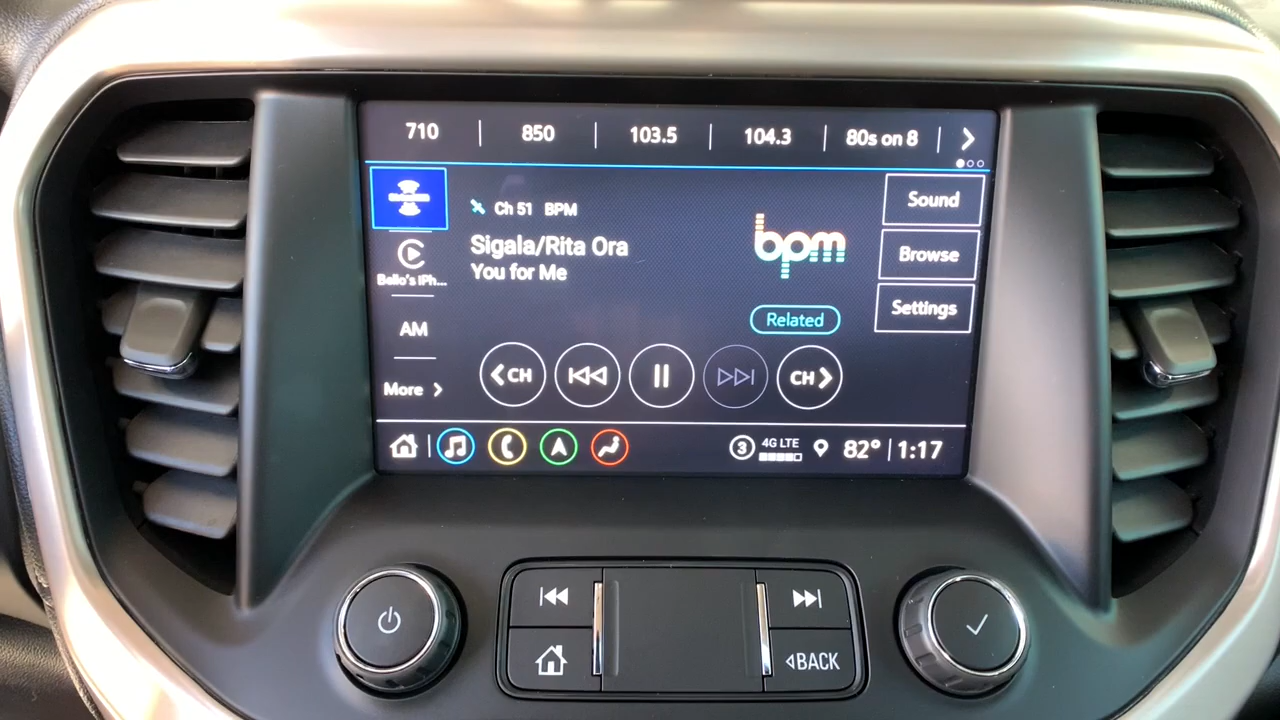 710 850 103.5 104.3 80s on 8
Ch 51 BPM
Sigala/Rita Ora
You for Me
bpm
Related
Sound
Browse
Settings
Bello's iPh...
AM
More
CH CH
3 4G LTE 82° 1:17
BACK